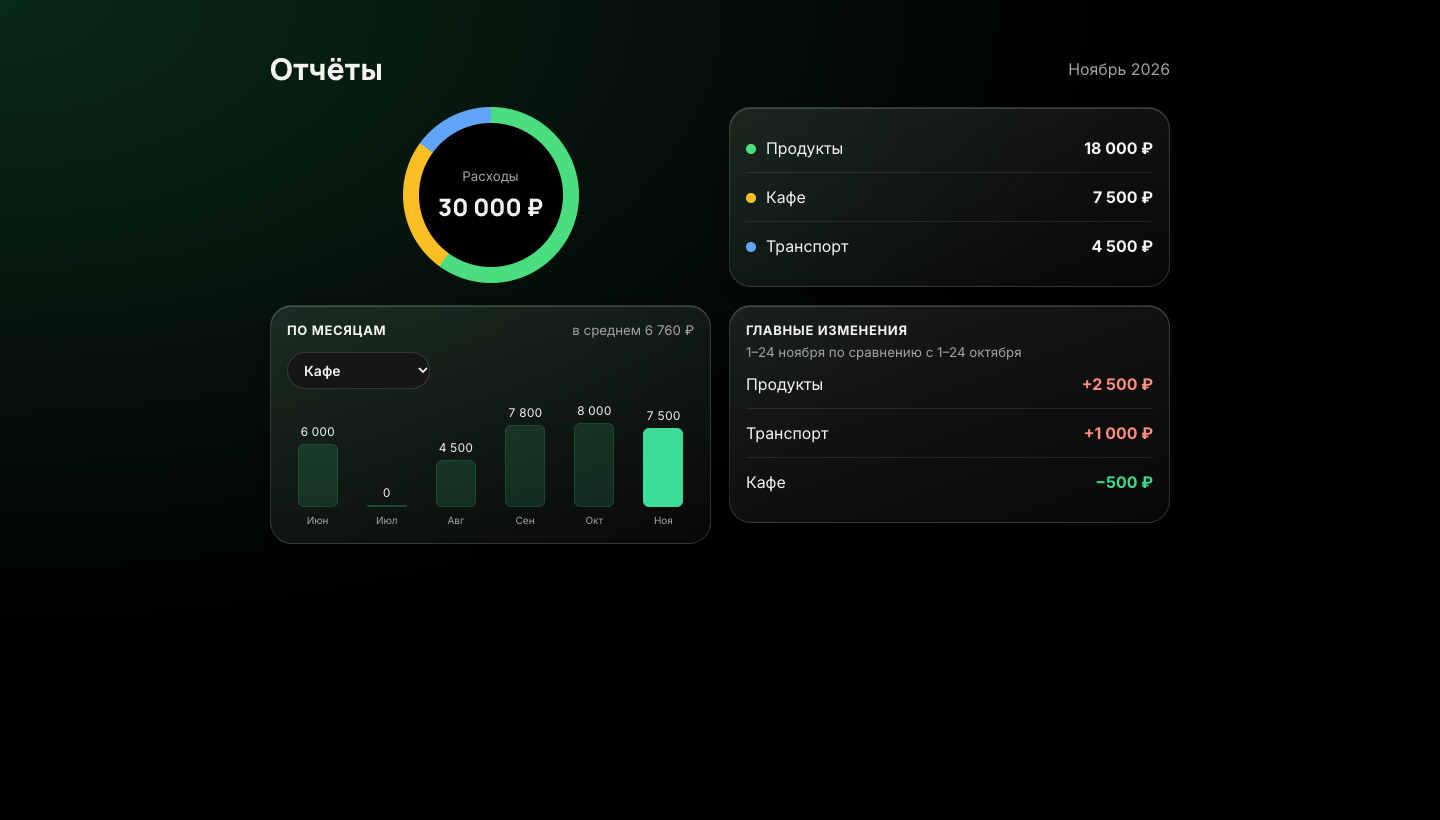 Отчёты
Ноябрь 2026
Расходы
30 000 ₽
Продукты 18 000 ₽
Кафе 7 500 ₽
Транспорт 4 500 ₽
ПО МЕСЯЦАМ в среднем 6 760 ₽
Кафе
6 000 0 4 500 7 800 8 000 7 500
Июн Июл Авг Сен Окт Ноя
ГЛАВНЫЕ ИЗМЕНЕНИЯ
1–24 ноября по сравнению с 1–24 октября
Продукты +2 500 ₽
Транспорт +1 000 ₽
Кафе −500 ₽